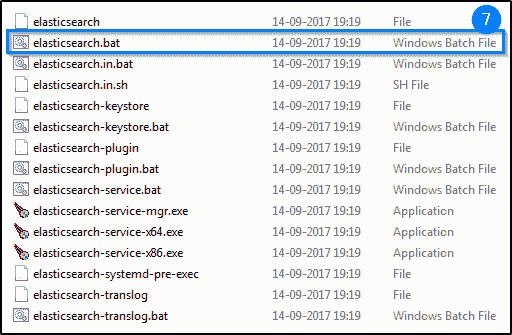 7
elasticsearch 14-09-2017 19:19 File
elasticsearch.bat 14-09-2017 19:19 Windows Batch File
elasticsearch.in.bat 14-09-2017 19:19 Windows Batch File
elasticsearch.in.sh 14-09-2017 19:19 SH File
elasticsearch-keystore 14-09-2017 19:19 File
elasticsearch-keystore.bat 14-09-2017 19:19 Windows Batch File
elasticsearch-plugin 14-09-2017 19:19 File
elasticsearch-plugin.bat 14-09-2017 19:19 Windows Batch File
elasticsearch-service.bat 14-09-2017 19:19 Windows Batch File
elasticsearch-service-mgr.exe 14-09-2017 19:19 Application
elasticsearch-service-x64.exe 14-09-2017 19:19 Application
elasticsearch-service-x86.exe 14-09-2017 19:19 Application
elasticsearch-systemd-pre-exec 14-09-2017 19:19 File
elasticsearch-translog 14-09-2017 19:19 File
elasticsearch-translog.bat 14-09-2017 19:19 Windows Batch File